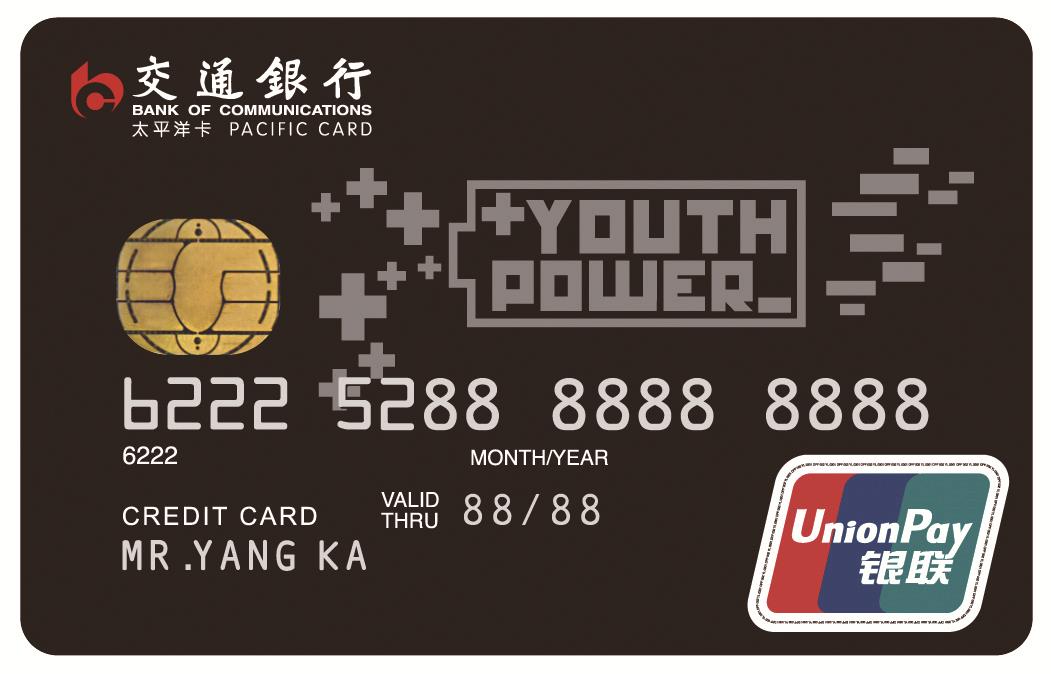 交通銀行
BANK OF COMMUNICATIONS
太平洋卡 PACIFIC CARD
YOUTH
POWER_
6222 5288 8888 8888
6222
MONTH/YEAR
VALID THRU 88/88
CREDIT CARD
MR.YANG KA
UnionPay
银联